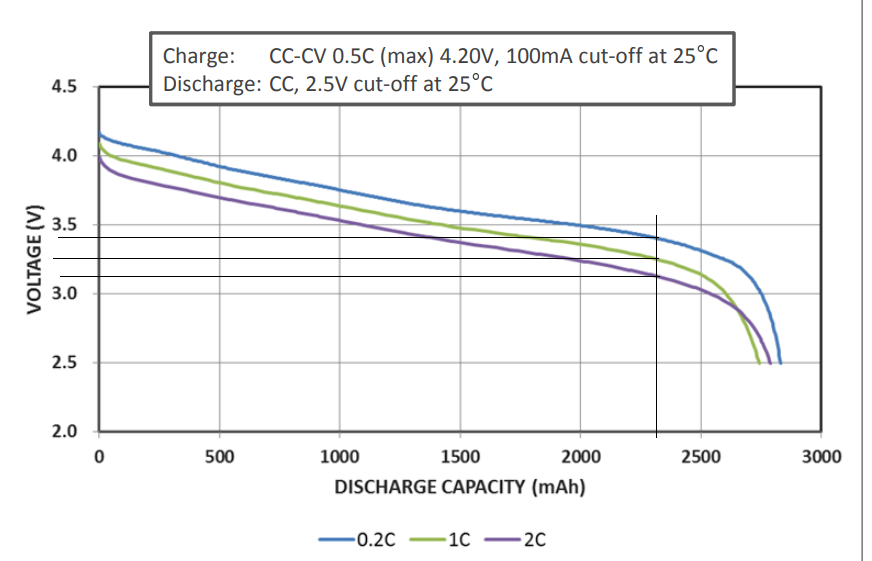 Charge: CC-CV 0.5C (max) 4.20V, 100mA cut-off at 25°C
Discharge: CC, 2.5V cut-off at 25°C
4.5
4.0
3.5
3.0
2.5
2.0
VOLTAGE (V)
0 500 1000 1500 2000 2500 3000
DISCHARGE CAPACITY (mAh)
0.2C 1C 2C